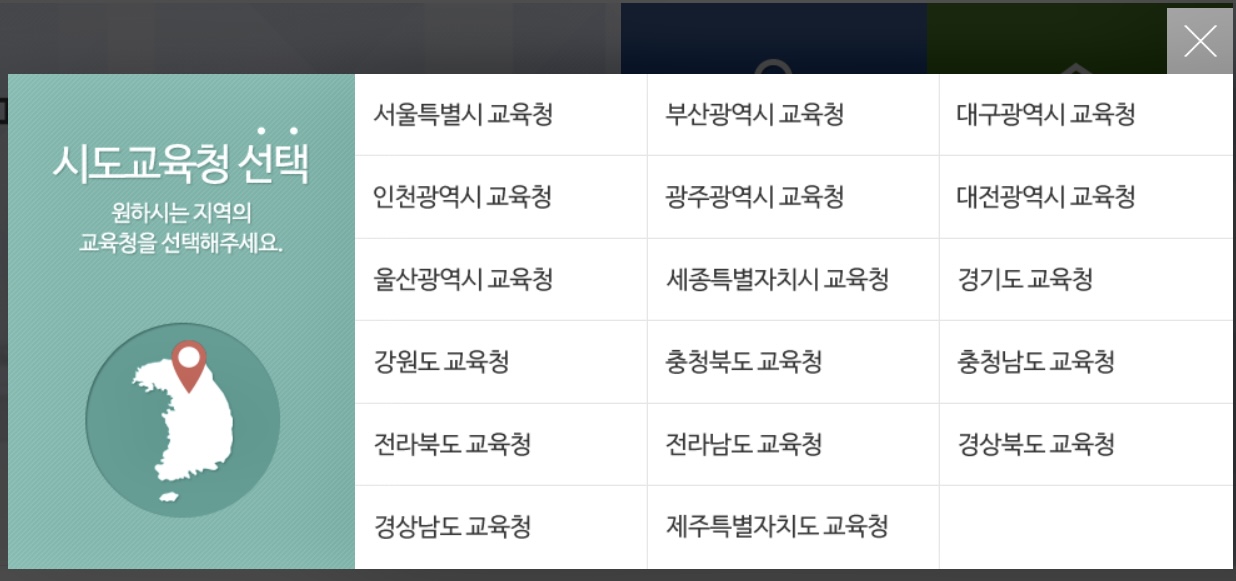 시도교육청 선택
원하시는 지역의
교육청을 선택해주세요.
서울특별시 교육청
부산광역시 교육청
대구광역시 교육청
인천광역시 교육청
광주광역시 교육청
대전광역시 교육청
울산광역시 교육청
세종특별자치시 교육청
경기도 교육청
강원도 교육청
충청북도 교육청
충청남도 교육청
전라북도 교육청
전라남도 교육청
경상북도 교육청
경상남도 교육청
제주특별자치도 교육청